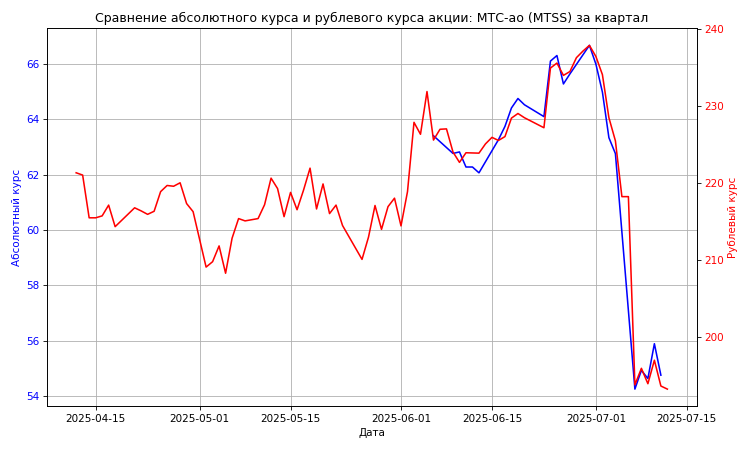 Сравнение абсолютного курса и рублевого курса акции: МТС-ао (MTSS) за квартал
240
66
230
64
62
220
60
210
58
56
200
54
Абсолютный курс
Рублевый курс
2025-04-15 2025-05-01 2025-05-15 2025-06-01 2025-06-15 2025-07-01 2025-07-15
Дата